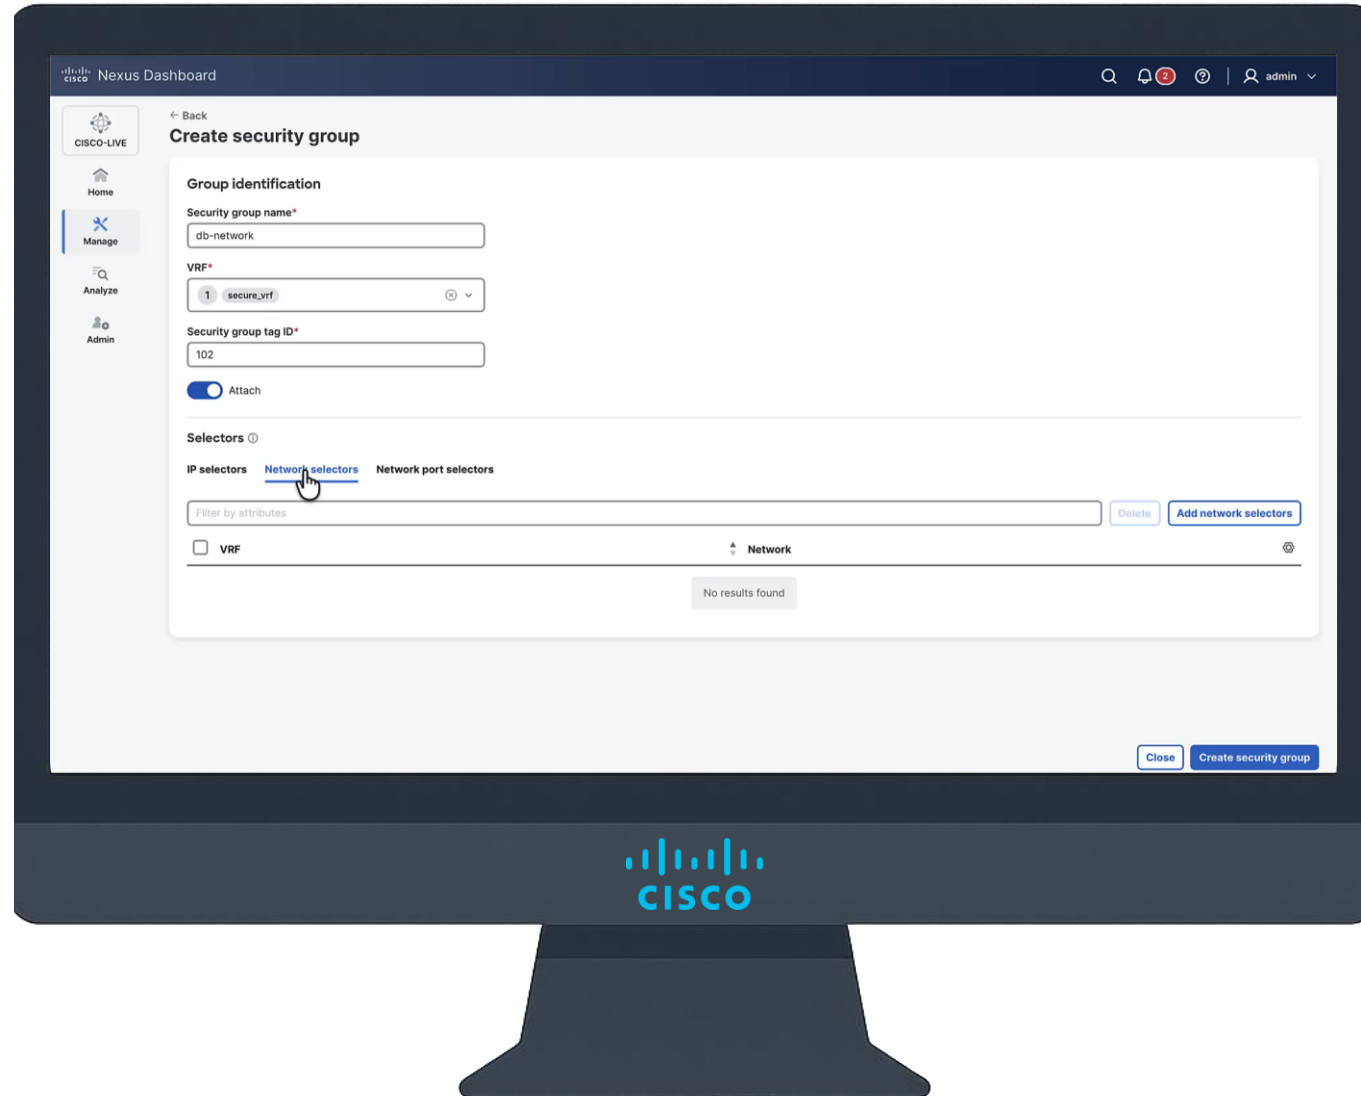 CISCO Nexus Dashboard
2
admin
CISCO-LIVE
Home
Manage
Analyze
Admin
← Back
Create security group
Group identification
Security group name*
db-network
VRF*
1 secure_vrf
Security group tag ID*
102
Attach
Selectors
IP selectors Network selectors Network port selectors
Filter by attributes Delete Add network selectors
VRF Network
No results found
Close Create security group
CISCO